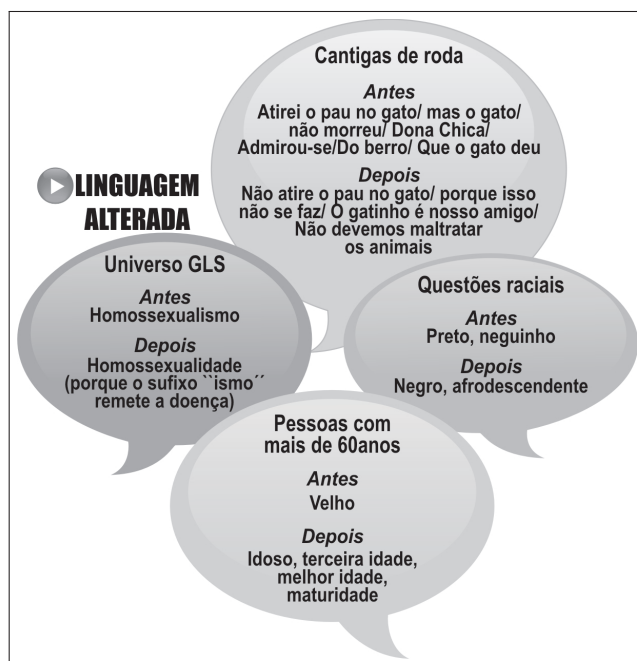 LINGUAGEM
ALTERADA
Cantigas de roda
Antes
Atirei o pau no gato/ mas o gato/
não morreu/ Dona Chica/
Admirou-se/Do berro/ Que o gato deu
Depois
Não atire o pau no gato/ porque isso
não se faz/ O gatinho é nosso amigo/
Não devemos maltratar
os animais
Universo GLS
Antes
Homossexualismo
Depois
Homossexualidade
(porque o sufixo ``ismo´´
remete a doença)
Questões raciais
Antes
Preto, neguinho
Depois
Negro, afrodescendente
Pessoas com
mais de 60anos
Antes
Velho
Depois
Idoso, terceira idade,
melhor idade,
maturidade